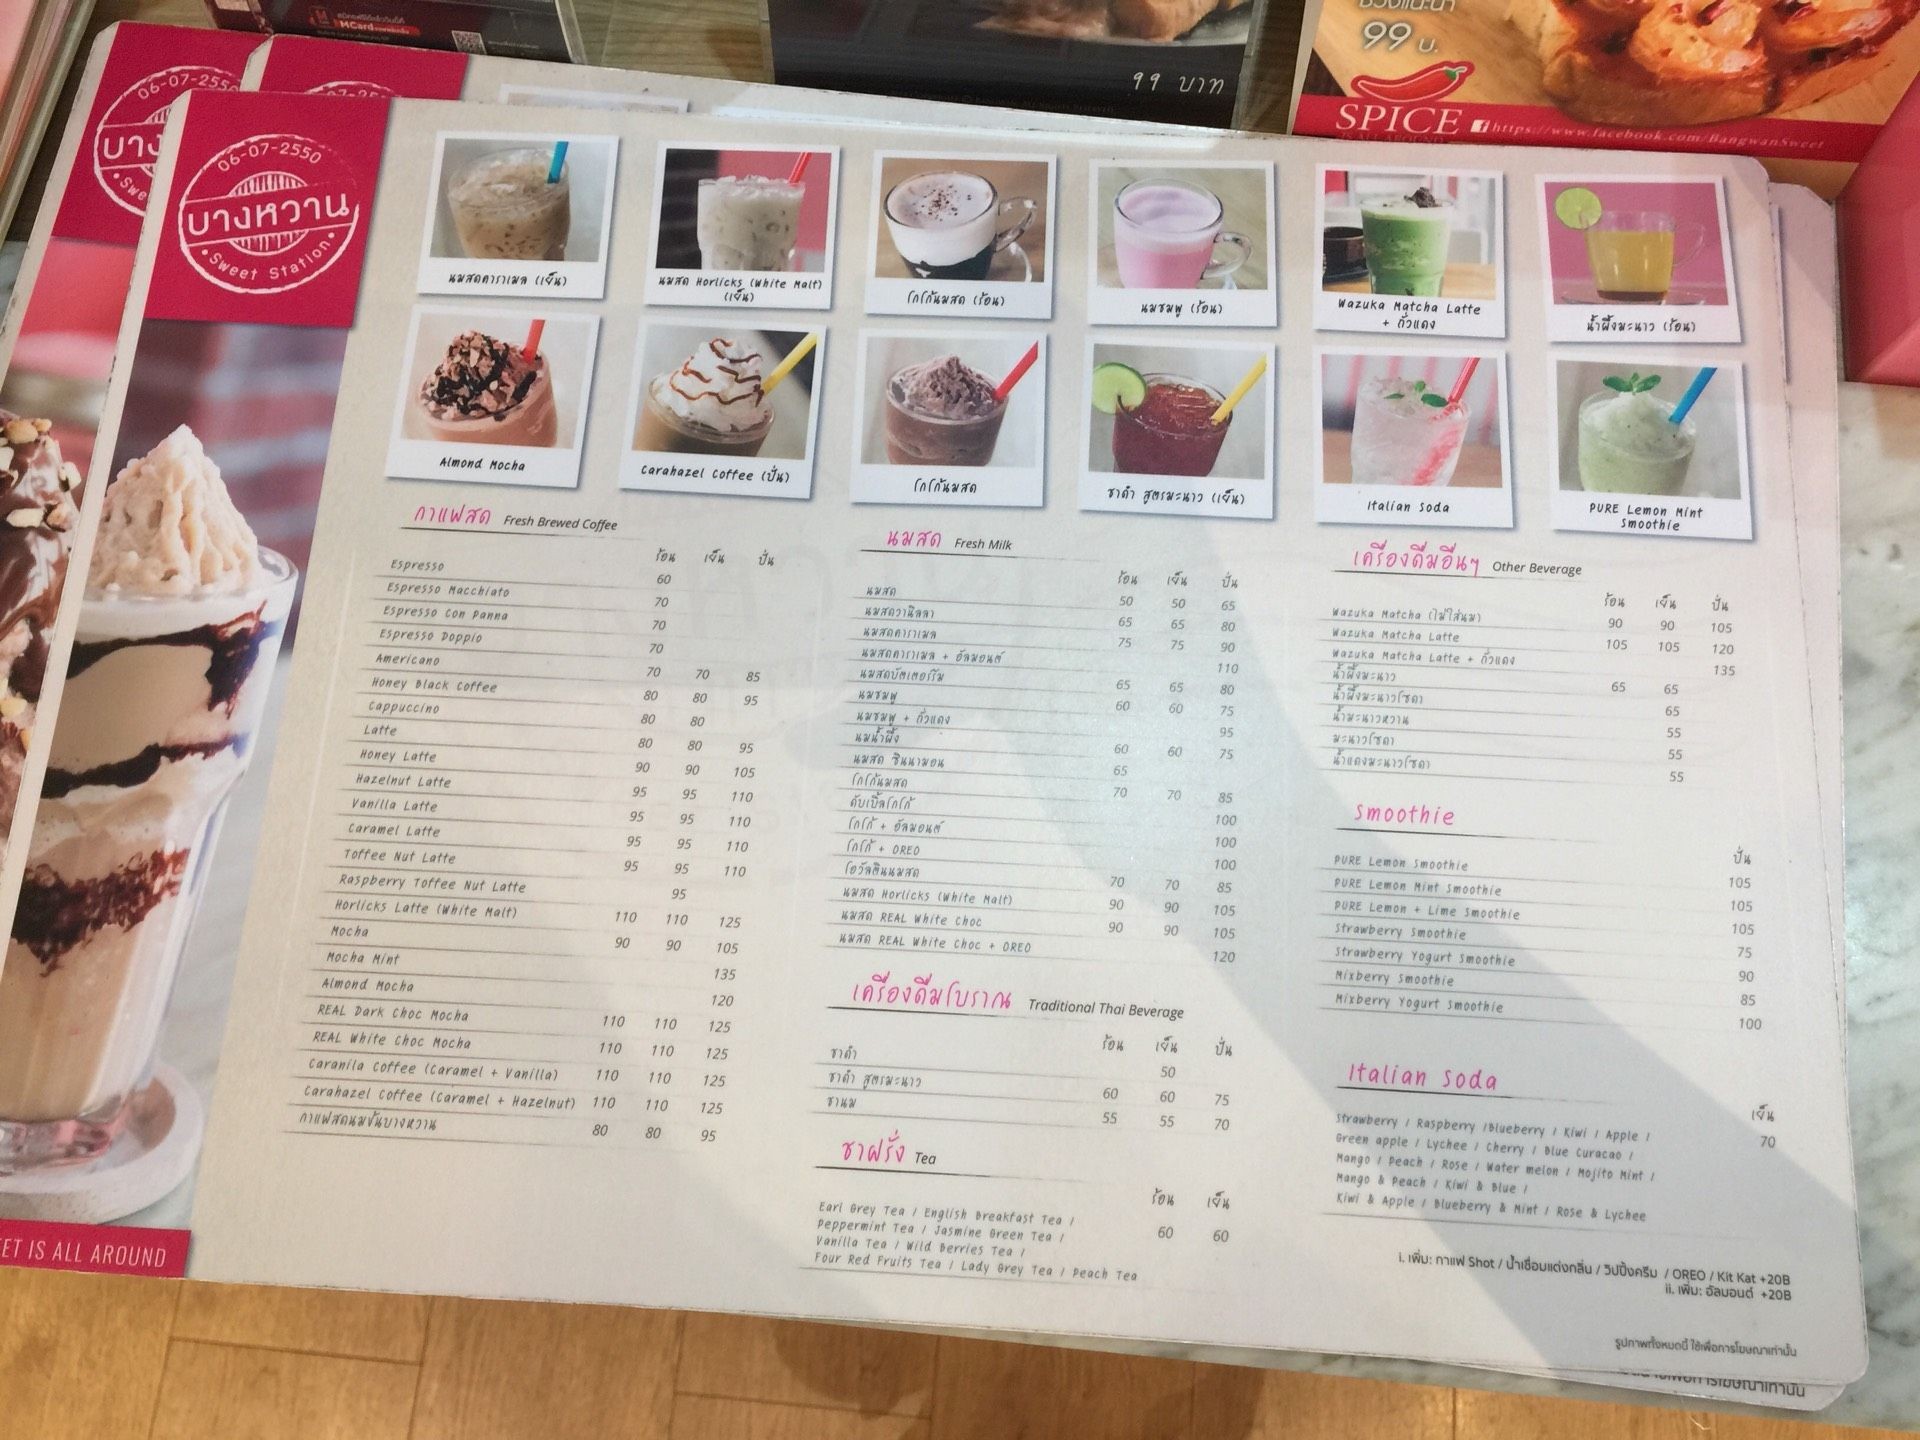 สมัครฟรีได้แล้ววันนี้ที่
MCard
99 บาท
99 บ.
SPICE
https://www.facebook.com/BangwanSweet
06-07-2550
บางหวาน
Sweet Station
นมสดคาราเมล (เย็น)
นมสด Horlicks (White Malt) (เย็น)
โกโก้นมสด (ร้อน)
นมชมพู (ร้อน)
Wazuka Matcha Latte + ถั่วแดง
น้ำผึ้งมะนาว (ร้อน)
Almond Mocha
Carahazel Coffee (ปั่น)
โกโก้นมสด
ชาดำ สูตรมะนาว (เย็น)
Italian Soda
PURE Lemon Mint Smoothie
กาแฟสด Fresh Brewed Coffee
ร้อน เย็น ปั่น
Espresso 60
Espresso Macchiato 70
Espresso Con Panna 70
Espresso Doppio 70
Americano 70 70 85
Honey Black Coffee 80 80 95
Cappuccino 80 80
Latte 80 80 95
Honey Latte 90 90 105
Hazelnut Latte 95 95 110
Vanilla Latte 95 95 110
Caramel Latte 95 95 110
Toffee Nut Latte 95 95 110
Raspberry Toffee Nut Latte 95
Horlicks Latte (White Malt) 110 110 125
Mocha 90 90 105
Mocha Mint 135
Almond Mocha 120
REAL Dark Choc Mocha 110 110 125
REAL White Choc Mocha 110 110 125
Caranila Coffee (Caramel + Vanilla) 110 110 125
Carahazel Coffee (Caramel + Hazelnut) 110 110 125
กาแฟสดนมข้นบางหวาน 80 80 95
นมสด Fresh Milk
ร้อน เย็น ปั่น
นมสด 50 50 65
นมสดวานิลลา 65 65 80
นมสดคาราเมล 75 75 90
นมสดคาราเมล + อัลมอนด์ 110
นมสดบัตเตอร์ริม 65 65 80
นมชมพู 60 60 75
นมชมพู + ถั่วแดง 95
นมน้ำผึ้ง 60 60 75
นมสด ซินนามอน 65
โกโก้นมสด 70 70 85
ดับเบิ้ลโกโก้ 100
โกโก้ + อัลมอนด์ 100
โกโก้ + OREO 100
โอวัลตินนมสด 70 70 85
นมสด Horlicks (White Malt) 90 90 105
นมสด REAL White Choc 90 90 105
นมสด REAL White Choc + OREO 120
เครื่องดื่มโบราณ Traditional Thai Beverage
ร้อน เย็น ปั่น
ชาดำ 50
ชาดำ สูตรมะนาว 60 60 75
ชานม 55 55 70
ชาฝรั่ง Tea
ร้อน เย็น
Earl Grey Tea / English Breakfast Tea / 60 60
Peppermint Tea / Jasmine Green Tea /
Vanilla Tea / Wild Berries Tea /
Four Red Fruits Tea / Lady Grey Tea / Peach Tea
เครื่องดื่มอื่นๆ Other Beverage
ร้อน เย็น ปั่น
Wazuka Matcha (ไม่ใส่นม) 90 90 105
Wazuka Matcha Latte 105 105 120
Wazuka Matcha Latte + ถั่วแดง 135
น้ำผึ้งมะนาว 65 65
น้ำผึ้งมะนาวโซดา 65
น้ำมะนาวหวาน 55
มะนาวโซดา 55
น้ำแดงมะนาวโซดา 55
Smoothie
ปั่น
PURE Lemon Smoothie 105
PURE Lemon Mint Smoothie 105
PURE Lemon + Lime Smoothie 105
Strawberry Smoothie 75
Strawberry Yogurt Smoothie 90
Mixberry Smoothie 85
Mixberry Yogurt Smoothie 100
Italian Soda
เย็น
Strawberry / Raspberry /Blueberry / Kiwi / Apple / 70
Green apple / Lychee / Cherry / Blue Curacao /
Mango / Peach / Rose / Water melon / Mojito Mint /
Mango & Peach / Kiwi & Blue /
Kiwi & Apple / Blueberry & Mint / Rose & Lychee
i. เพิ่ม: กาแฟ Shot / น้ำเชื่อมแต่งกลิ่น / วิปปิ้งครีม / OREO / Kit Kat +20B
ii. เพิ่ม: อัลมอนด์ +20B
รูปภาพทั้งหมดนี้ ใช้เพื่อการโฆษณาเท่านั้น
เพื่อการโฆษณาเท่านั้น
ET IS ALL AROUND